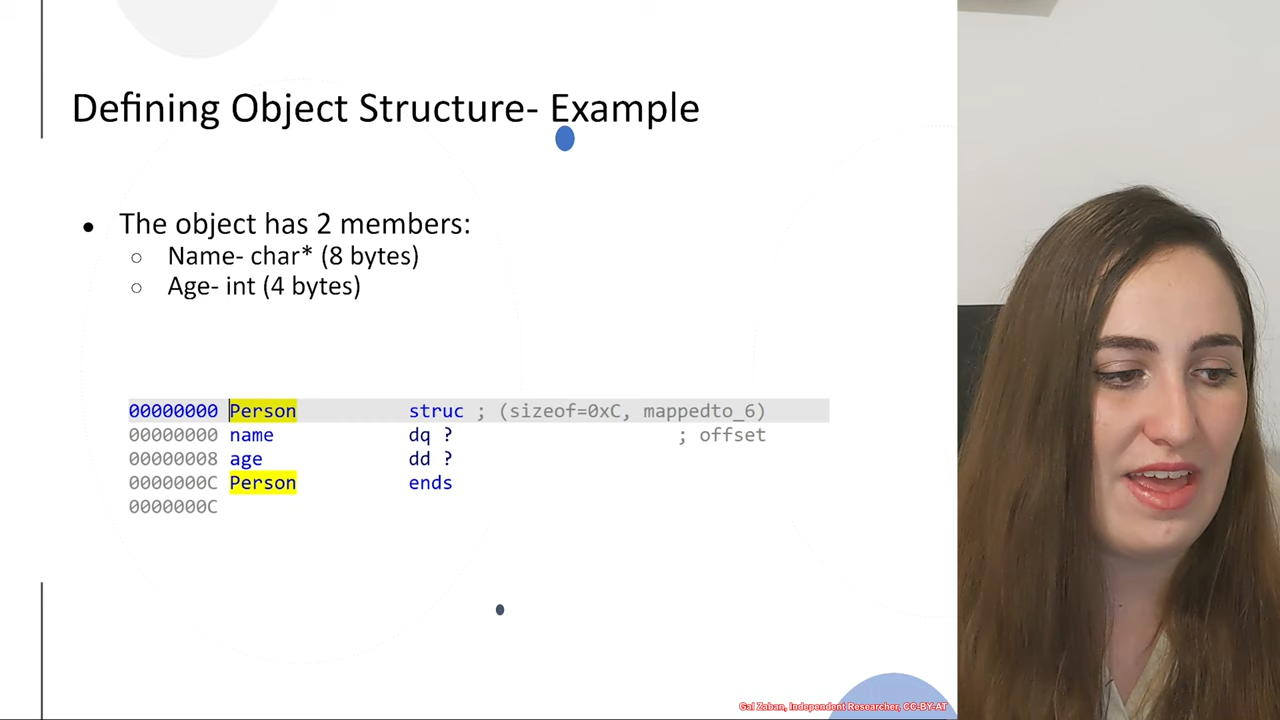 Defining Object Structure- Example
● The object has 2 members:
○ Name- char* (8 bytes)
○ Age- int (4 bytes)
00000000 Person struc ; (sizeof=0xC, mappedto_6)
00000000 name dq ? ; offset
00000008 age dd ?
0000000C Person ends
0000000C
Gal Zaban, Independent Researcher, CC-BY-AT